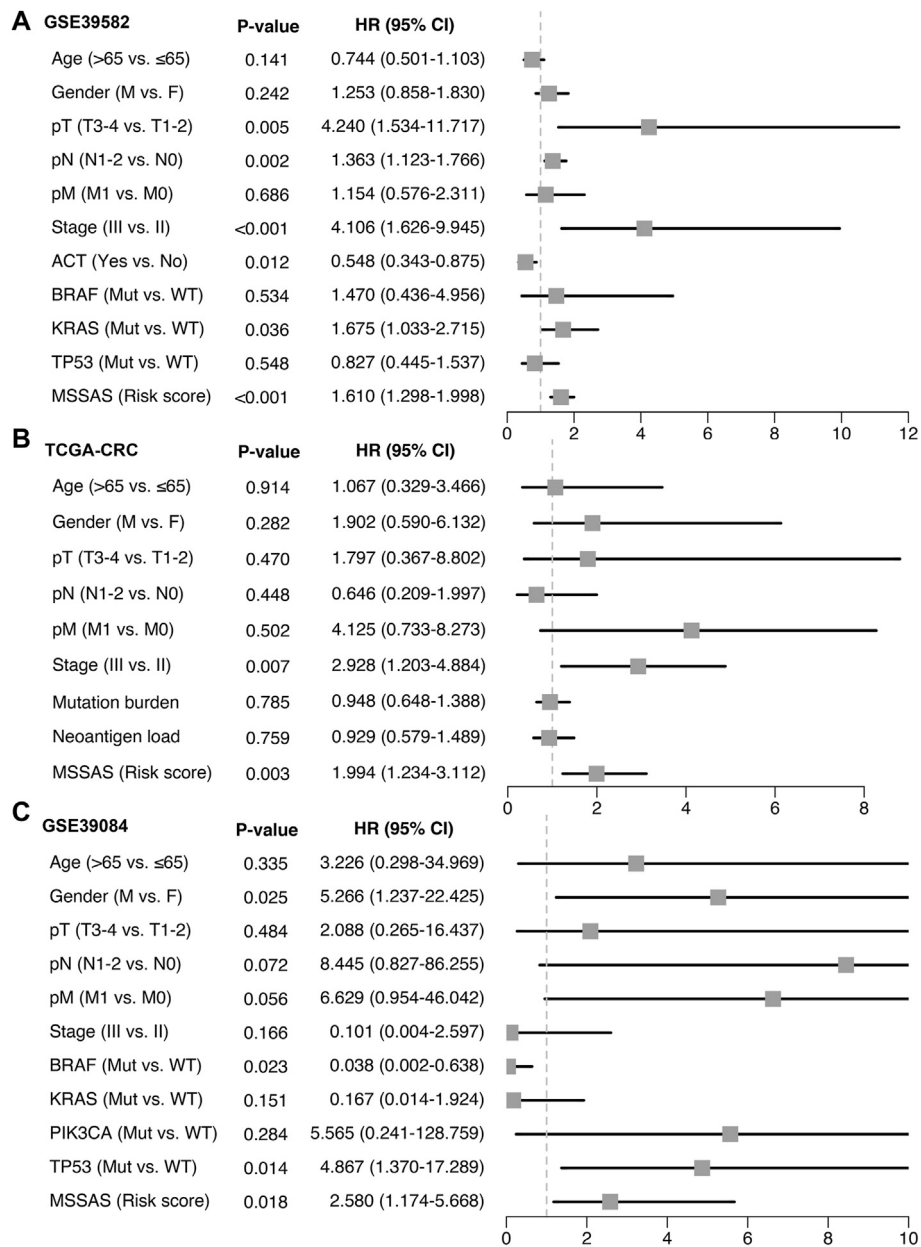 A GSE39582 P-value HR (95% CI)
Age (>65 vs. ≤65) 0.141 0.744 (0.501-1.103)
Gender (M vs. F) 0.242 1.253 (0.858-1.830)
pT (T3-4 vs. T1-2) 0.005 4.240 (1.534-11.717)
pN (N1-2 vs. N0) 0.002 1.363 (1.123-1.766)
pM (M1 vs. M0) 0.686 1.154 (0.576-2.311)
Stage (III vs. II) <0.001 4.106 (1.626-9.945)
ACT (Yes vs. No) 0.012 0.548 (0.343-0.875)
BRAF (Mut vs. WT) 0.534 1.470 (0.436-4.956)
KRAS (Mut vs. WT) 0.036 1.675 (1.033-2.715)
TP53 (Mut vs. WT) 0.548 0.827 (0.445-1.537)
MSSAS (Risk score) <0.001 1.610 (1.298-1.998)
0 2 4 6 8 10 12
B TCGA-CRC P-value HR (95% CI)
Age (>65 vs. ≤65) 0.914 1.067 (0.329-3.466)
Gender (M vs. F) 0.282 1.902 (0.590-6.132)
pT (T3-4 vs. T1-2) 0.470 1.797 (0.367-8.802)
pN (N1-2 vs. N0) 0.448 0.646 (0.209-1.997)
pM (M1 vs. M0) 0.502 4.125 (0.733-8.273)
Stage (III vs. II) 0.007 2.928 (1.203-4.884)
Mutation burden 0.785 0.948 (0.648-1.388)
Neoantigen load 0.759 0.929 (0.579-1.489)
MSSAS (Risk score) 0.003 1.994 (1.234-3.112)
0 2 4 6 8
C GSE39084 P-value HR (95% CI)
Age (>65 vs. ≤65) 0.335 3.226 (0.298-34.969)
Gender (M vs. F) 0.025 5.266 (1.237-22.425)
pT (T3-4 vs. T1-2) 0.484 2.088 (0.265-16.437)
pN (N1-2 vs. N0) 0.072 8.445 (0.827-86.255)
pM (M1 vs. M0) 0.056 6.629 (0.954-46.042)
Stage (III vs. II) 0.166 0.101 (0.004-2.597)
BRAF (Mut vs. WT) 0.023 0.038 (0.002-0.638)
KRAS (Mut vs. WT) 0.151 0.167 (0.014-1.924)
PIK3CA (Mut vs. WT) 0.284 5.565 (0.241-128.759)
TP53 (Mut vs. WT) 0.014 4.867 (1.370-17.289)
MSSAS (Risk score) 0.018 2.580 (1.174-5.668)
0 2 4 6 8 10